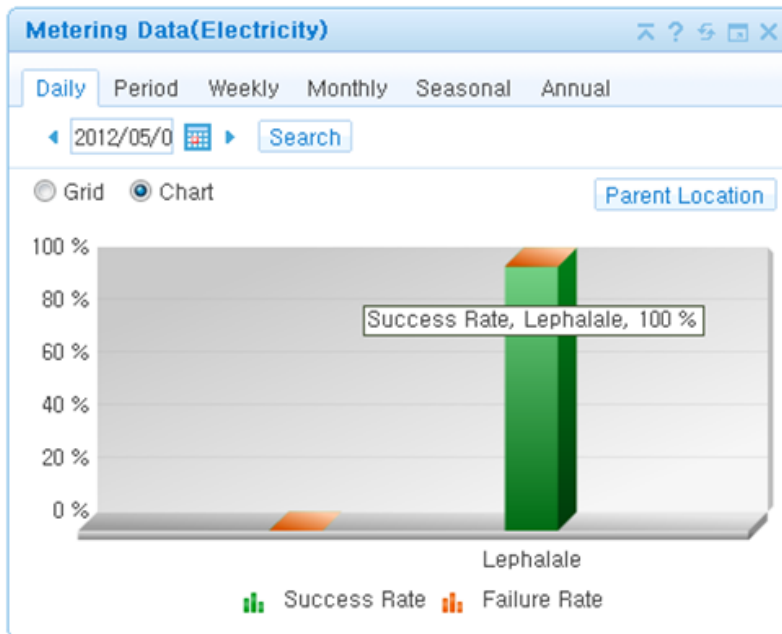 Metering Data(Electricity)
Daily Period Weekly Monthly Seasonal Annual
2012/05/0 Search
Grid Chart Parent Location
100 %
80 %
Success Rate, Lephalale, 100 %
60 %
40 %
20 %
0 %
Lephalale
Success Rate Failure Rate